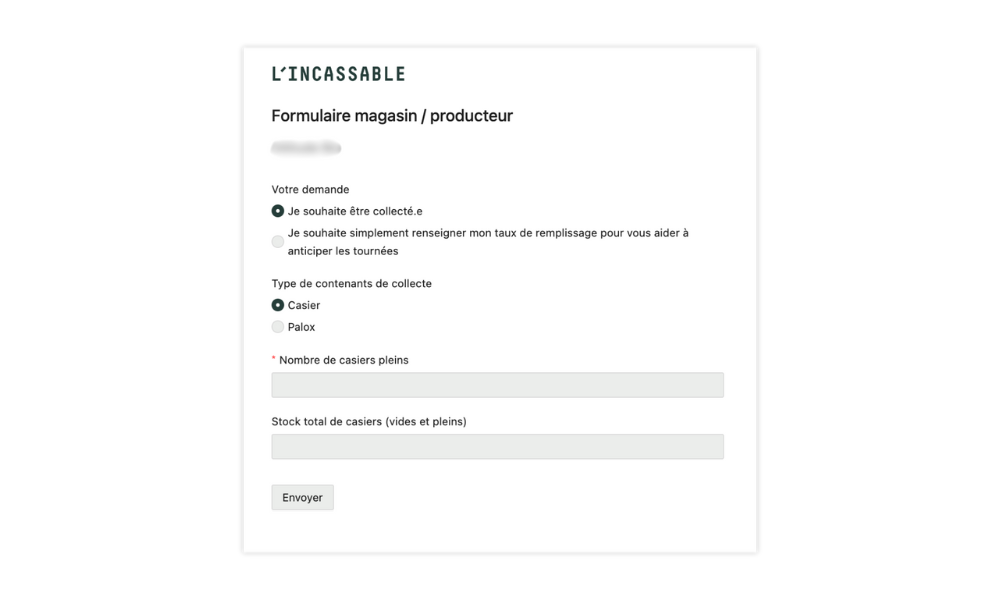 L'INCASSABLE
Formulaire magasin / producteur
Votre demande
Je souhaite être collecté.e
Je souhaite simplement renseigner mon taux de remplissage pour vous aider à
anticiper les tournées
Type de contenants de collecte
Casier
Palox
* Nombre de casiers pleins
Stock total de casiers (vides et pleins)
Envoyer